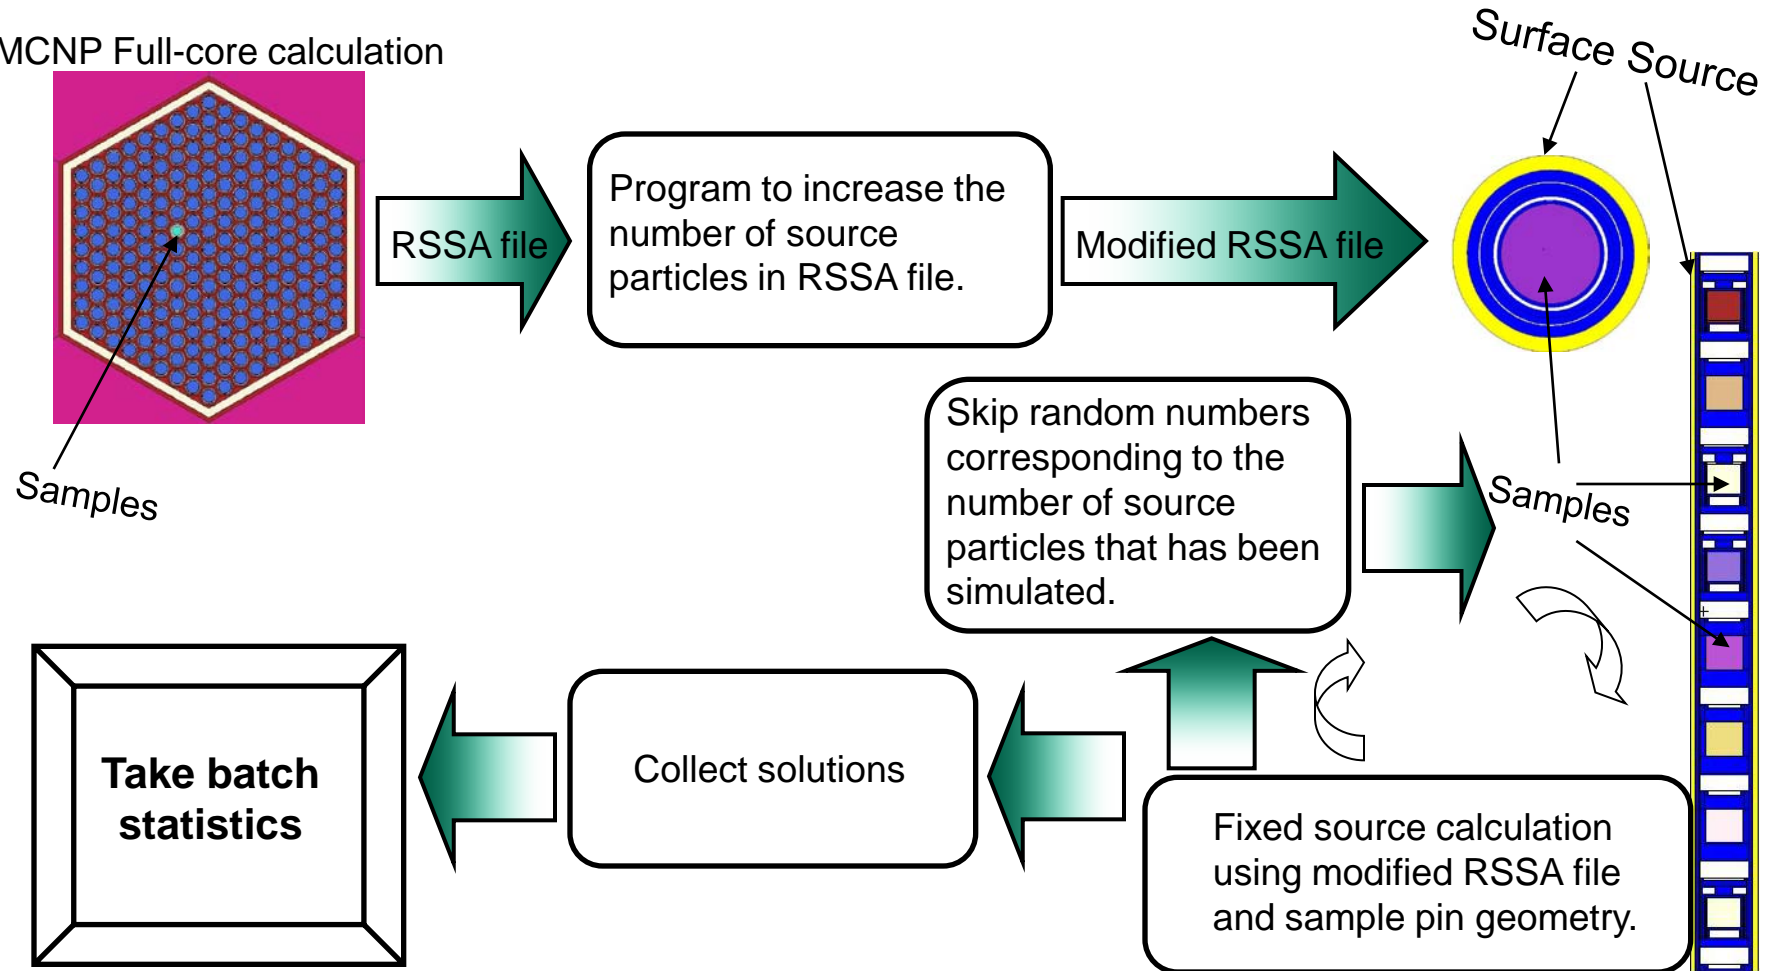 MCNP Full-core calculation
Surface Source
RSSA file
Program to increase the
number of source
particles in RSSA file.
Modified RSSA file
Samples
Skip random numbers
corresponding to the
number of source
particles that has been
simulated.
Samples
Take batch
statistics
Collect solutions
Fixed source calculation
using modified RSSA file
and sample pin geometry.